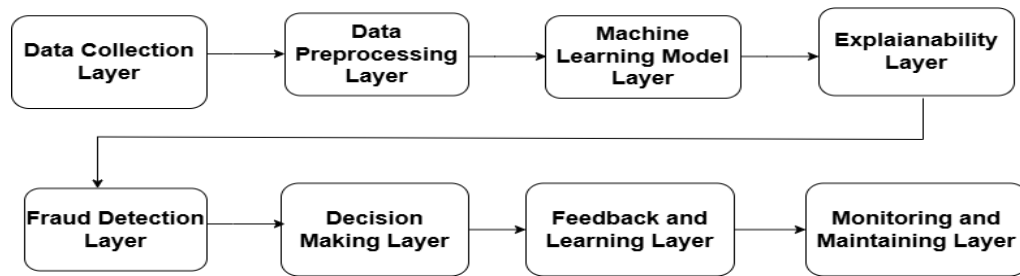 Data Collection
Layer
Data
Preprocessing
Layer
Machine
Learning Model
Layer
Explaianability
Layer
Fraud Detection
Layer
Decision
Making Layer
Feedback and
Learning Layer
Monitoring and
Maintaining Layer